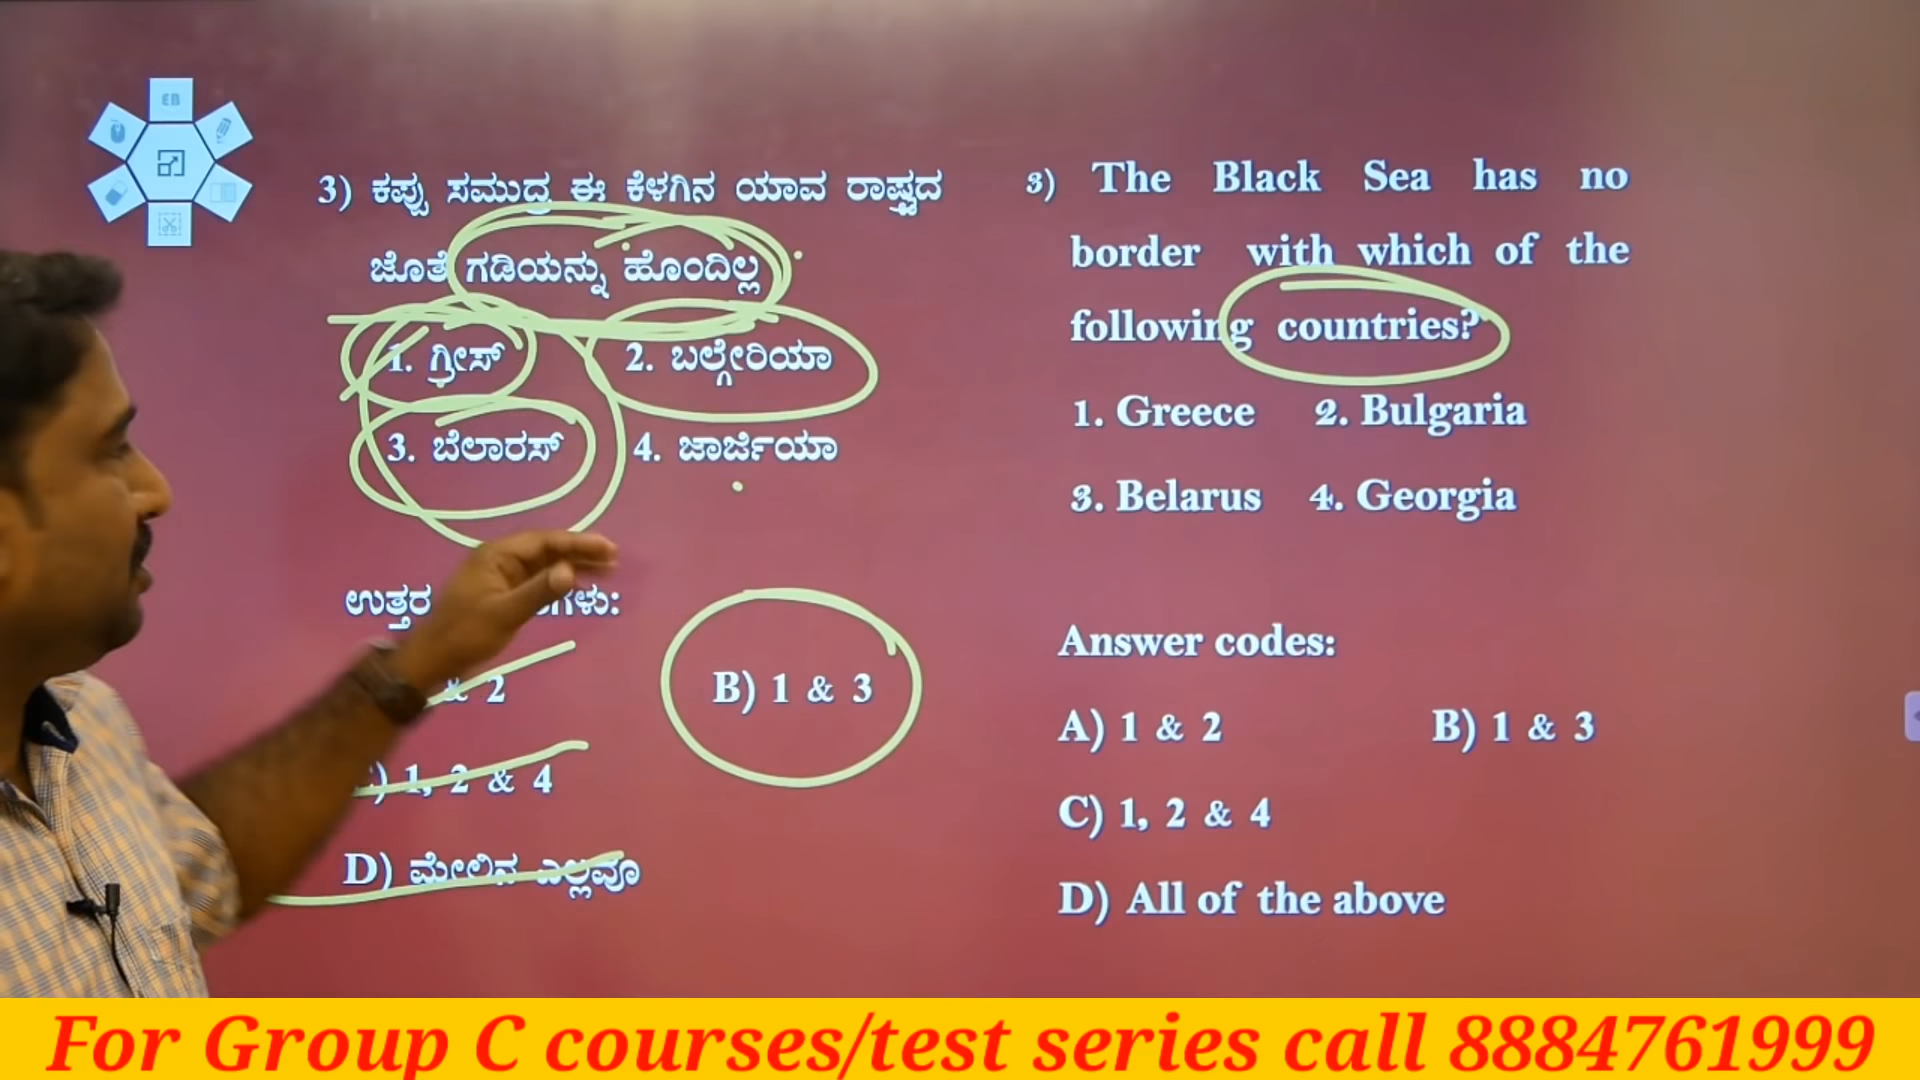 EB
3) ಕಪ್ಪು ಸಮುದ್ರ ಈ ಕೆಳಗಿನ ಯಾವ ರಾಷ್ಟ್ರದ
ಜೊತೆ ಗಡಿಯನ್ನು ಹೊಂದಿಲ್ಲ
1. ಗ್ರೀಸ್ 2. ಬಲ್ಗೇರಿಯಾ
3. ಬೆಲಾರಸ್ 4. ಜಾರ್ಜಿಯಾ
ಉತ್ತರ
& 2 B) 1 & 3
C) 1, 2 & 4
D) ಮೇಲಿನ ಎಲ್ಲವೂ
3) The Black Sea has no
border with which of the
following countries?
1. Greece 2. Bulgaria
3. Belarus 4. Georgia
Answer codes:
A) 1 & 2 B) 1 & 3
C) 1, 2 & 4
D) All of the above
For Group C courses/test series call 8884761999